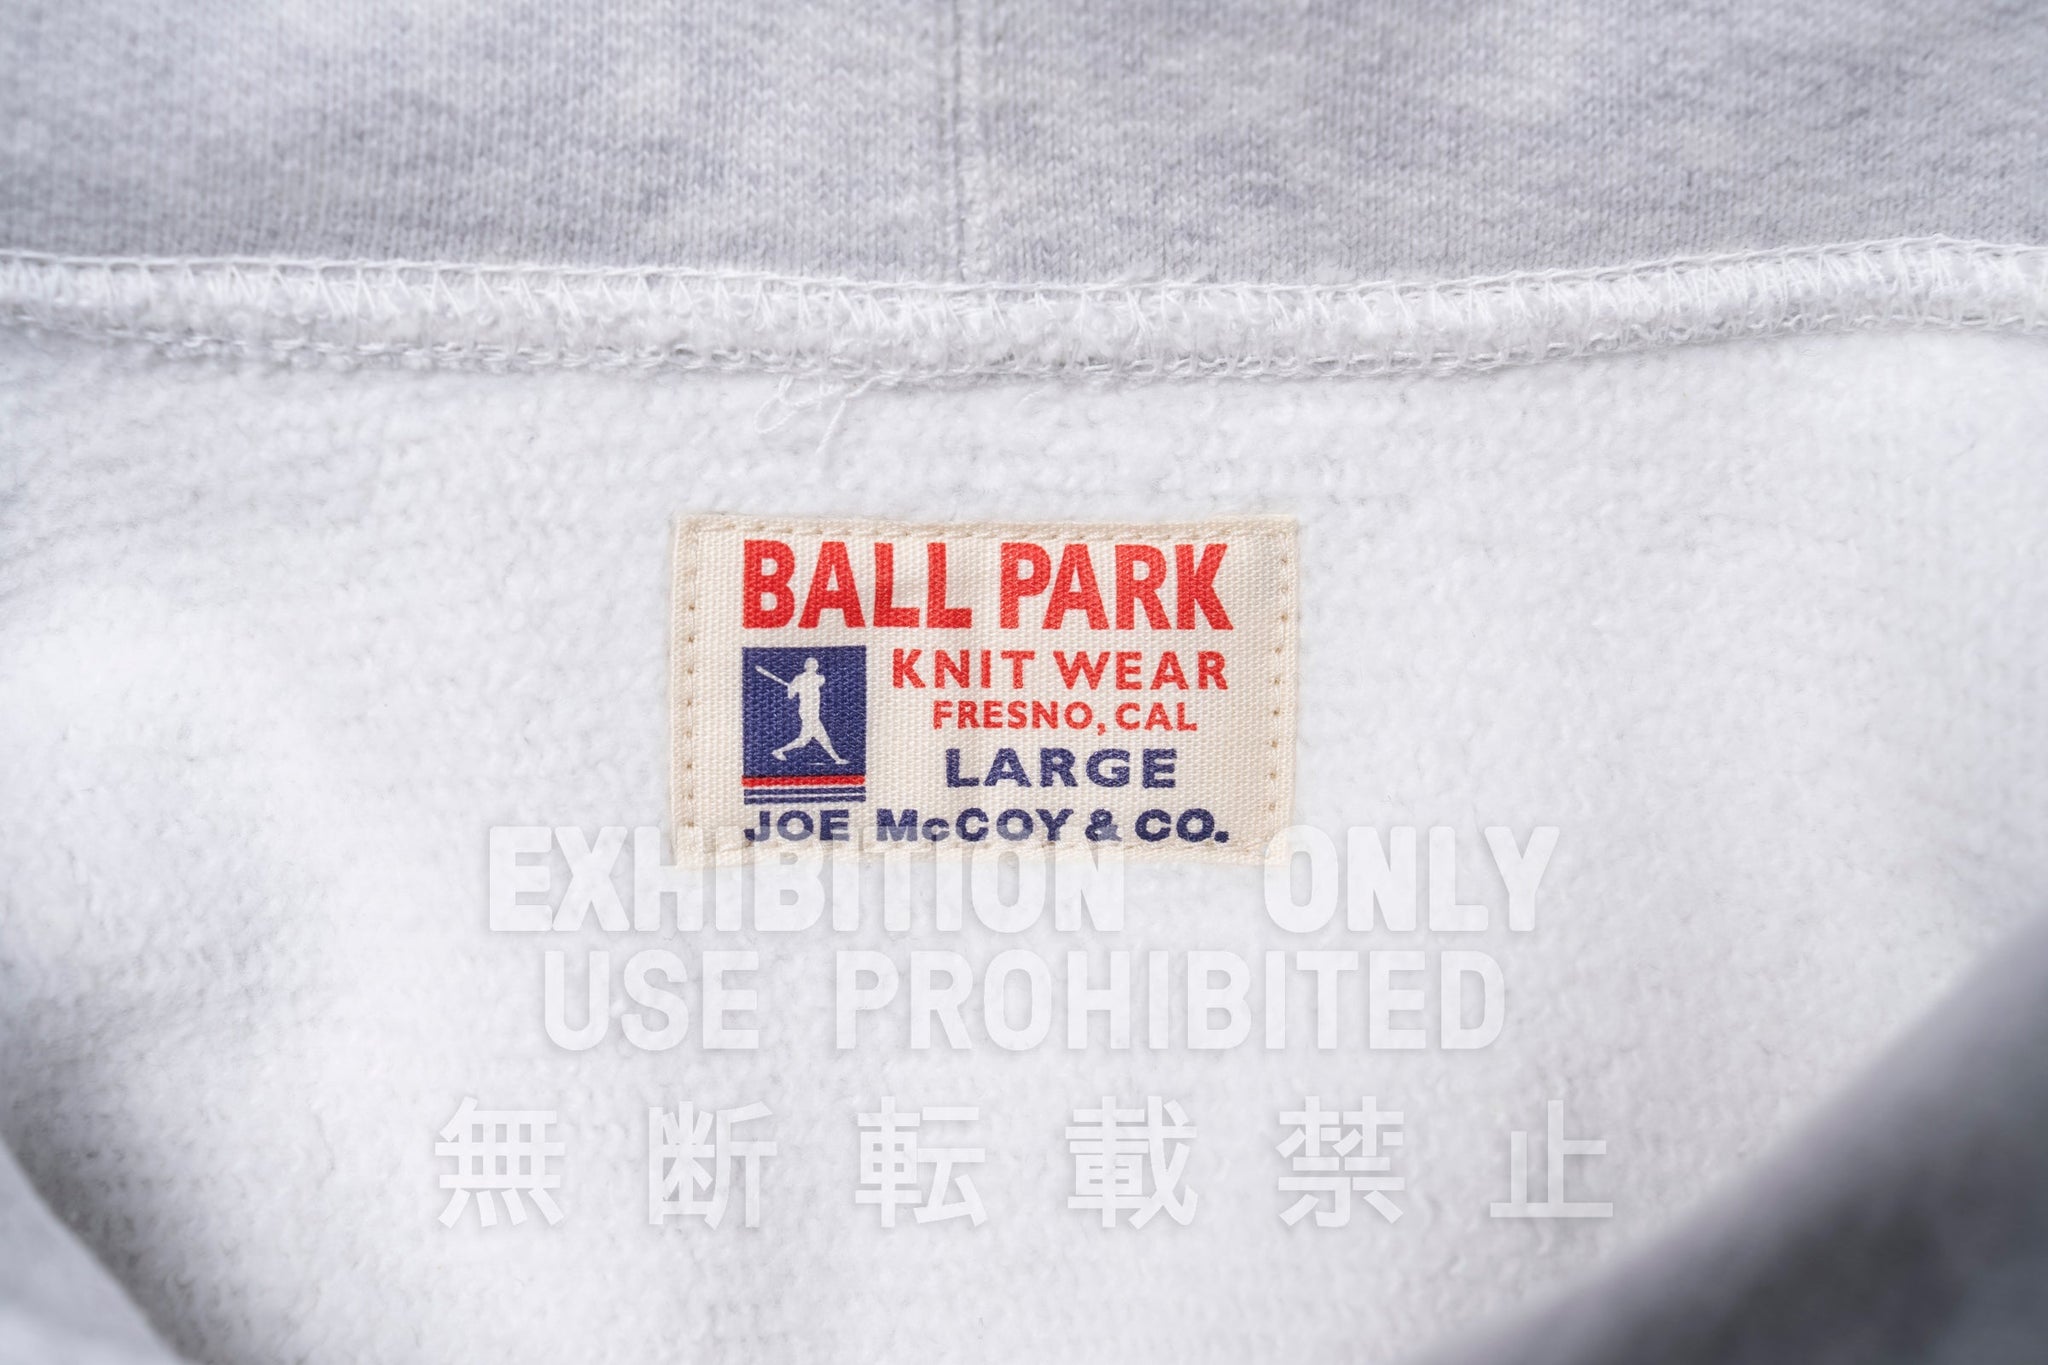 BALL PARK
KNIT WEAR
FRESNO, CAL
LARGE
JOE McCOY & CO.
EXHIBITION ONLY
USE PROHIBITED
無断転載禁止